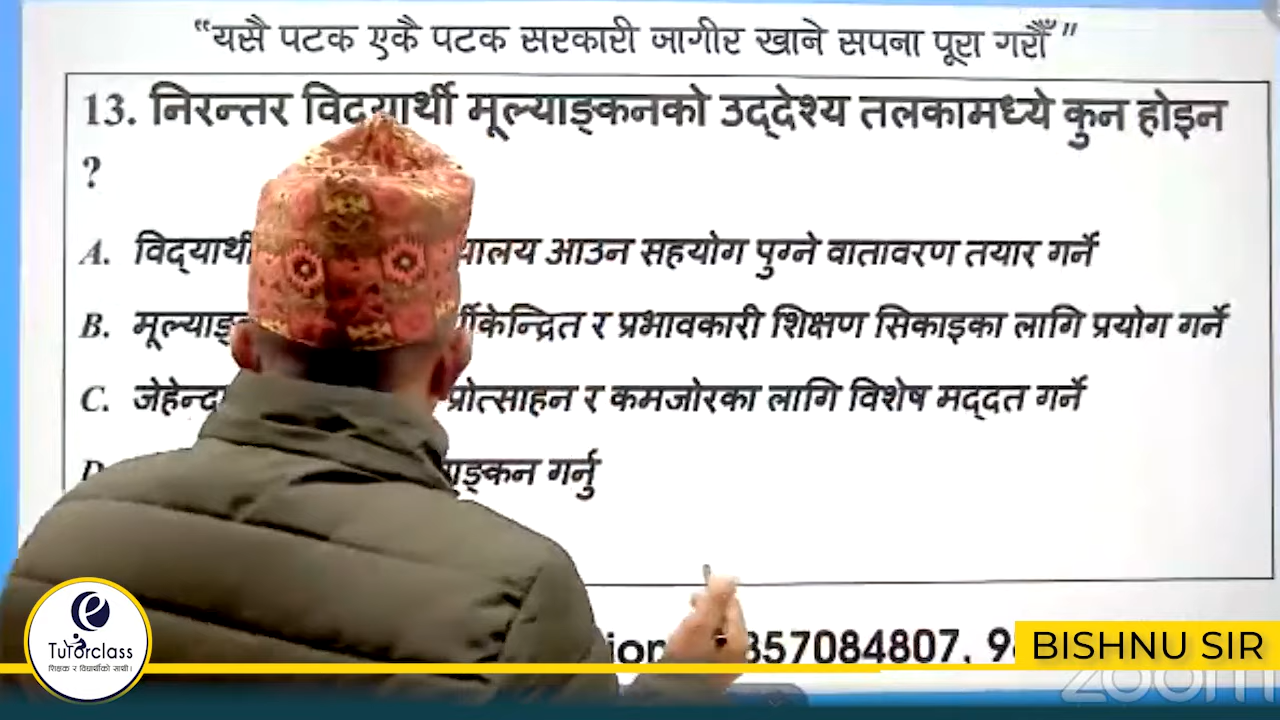 “यसै पटक एकै पटक सरकारी जागीर खाने सपना पूरा गरौँ”
13. निरन्तर विद्यार्थी मूल्याङ्कनको उद्देश्य तलकामध्ये कुन होइन
?
A. विद्यार्थी आउन सहयोग पुग्ने वातावरण तयार गर्ने
B. र प्रभावकारी शिक्षण सिकाइका लागि प्रयोग गर्ने
C. प्रोत्साहन र कमजोरका लागि विशेष मद्दत गर्ने
गर्नु
857084807, 9
BISHNU SIR
e
Tutorclass
शिक्षक र विद्यार्थीको साथी।
zoom